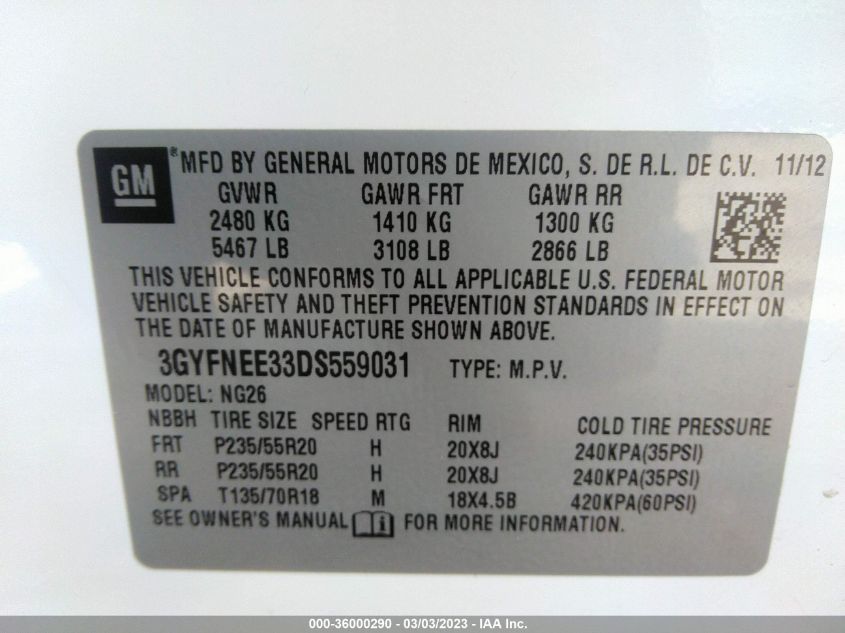 GM ® MFD BY GENERAL MOTORS DE MEXICO, S. DE R.L. DE C.V. 11/12
GVWR GAWR FRT GAWR RR
2480 KG 1410 KG 1300 KG
5467 LB 3108 LB 2866 LB
THIS VEHICLE CONFORMS TO ALL APPLICABLE U.S. FEDERAL MOTOR
VEHICLE SAFETY AND THEFT PREVENTION STANDARDS IN EFFECT ON
THE DATE OF MANUFACTURE SHOWN ABOVE.
3GYFNEE33DS559031 TYPE: M.P.V.
MODEL: NG26
NBBH TIRE SIZE SPEED RTG RIM COLD TIRE PRESSURE
FRT P235/55R20 H 20X8J 240KPA(35PSI)
RR P235/55R20 H 20X8J 240KPA(35PSI)
SPA T135/70R18 M 18X4.5B 420KPA(60PSI)
SEE OWNER'S MANUAL FOR MORE INFORMATION.
000-36000290 - 03/03/2023 - IAA Inc.